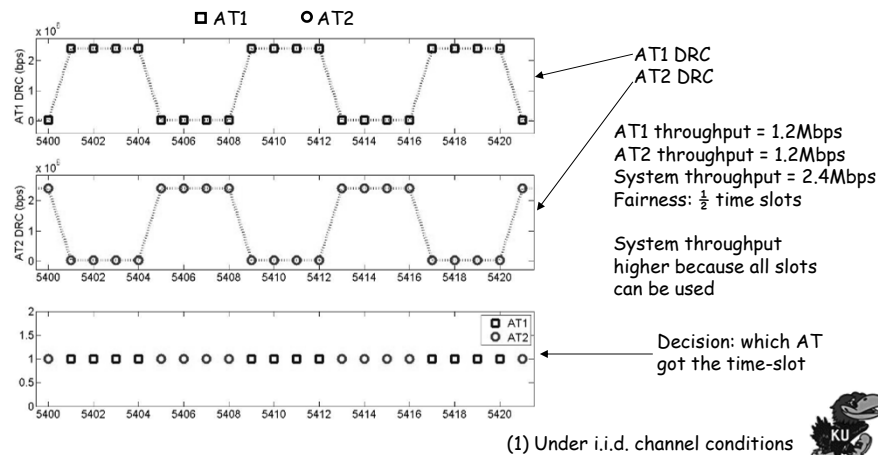 AT1 AT2
x 10⁶
AT1 DRC (bps)
2
1
0
5400 5402 5404 5406 5408 5410 5412 5414 5416 5418 5420
x 10⁶
AT2 DRC (bps)
2
1
0
5400 5402 5404 5406 5408 5410 5412 5414 5416 5418 5420
2
1.5
1
0.5
0
AT1
AT2
5400 5402 5404 5406 5408 5410 5412 5414 5416 5418 5420
AT1 DRC
AT2 DRC
AT1 throughput = 1.2Mbps
AT2 throughput = 1.2Mbps
System throughput = 2.4Mbps
Fairness: ½ time slots
System throughput
higher because all slots
can be used
Decision: which AT
got the time-slot
(1) Under i.i.d. channel conditions
KU